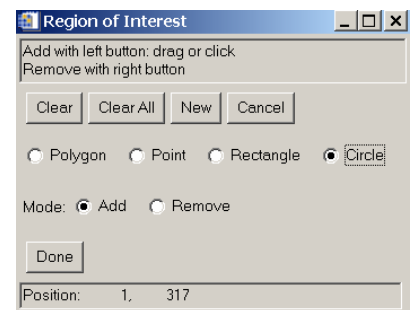 Region of Interest
Add with left button: drag or click
Remove with right button
Clear Clear All New Cancel
Polygon Point Rectangle Circle
Mode: Add Remove
Done
Position: 1, 317